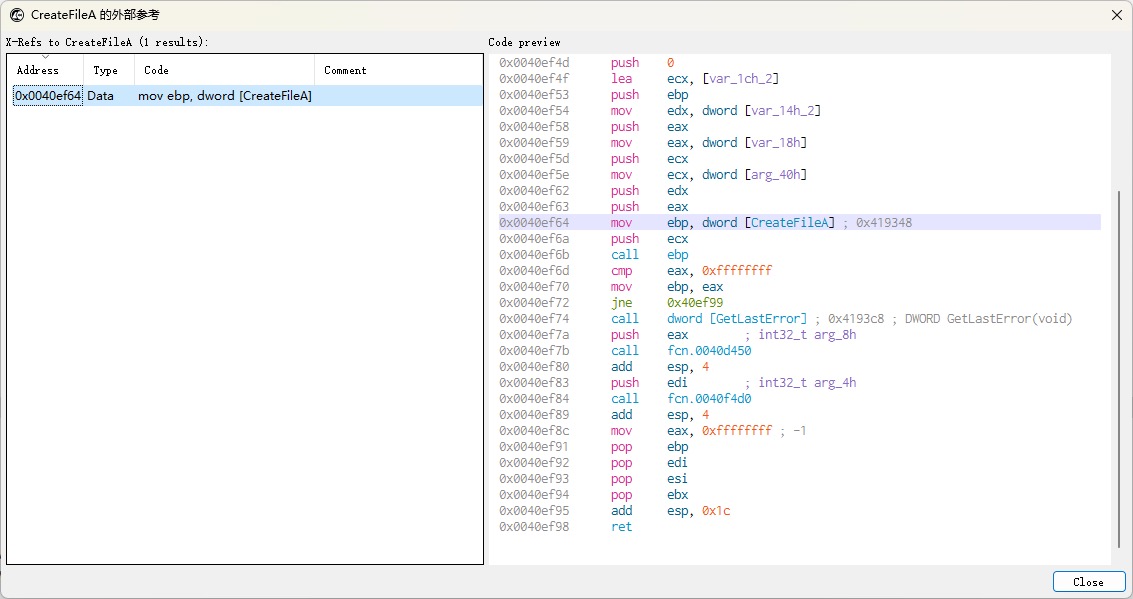 CreateFileA 的外部参考
X-Refs to CreateFileA (1 results):
Address Type Code Comment
0x0040ef64 Data mov ebp, dword [CreateFileA]
Code preview
0x0040ef4d push 0
0x0040ef4f lea ecx, [var_1ch_2]
0x0040ef53 push ebp
0x0040ef54 mov edx, dword [var_14h_2]
0x0040ef58 push eax
0x0040ef59 mov eax, dword [var_18h]
0x0040ef5d push ecx
0x0040ef5e mov ecx, dword [arg_40h]
0x0040ef62 push edx
0x0040ef63 push eax
0x0040ef64 mov ebp, dword [CreateFileA] ; 0x419348
0x0040ef6a push ecx
0x0040ef6b call ebp
0x0040ef6d cmp eax, 0xffffffff
0x0040ef70 mov ebp, eax
0x0040ef72 jne 0x40ef99
0x0040ef74 call dword [GetLastError] ; 0x4193c8 ; DWORD GetLastError(void)
0x0040ef7a push eax ; int32_t arg_8h
0x0040ef7b call fcn.0040d450
0x0040ef80 add esp, 4
0x0040ef83 push edi ; int32_t arg_4h
0x0040ef84 call fcn.0040f4d0
0x0040ef89 add esp, 4
0x0040ef8c mov eax, 0xffffffff ; -1
0x0040ef91 pop ebp
0x0040ef92 pop edi
0x0040ef93 pop esi
0x0040ef94 pop ebx
0x0040ef95 add esp, 0x1c
0x0040ef98 ret
Close